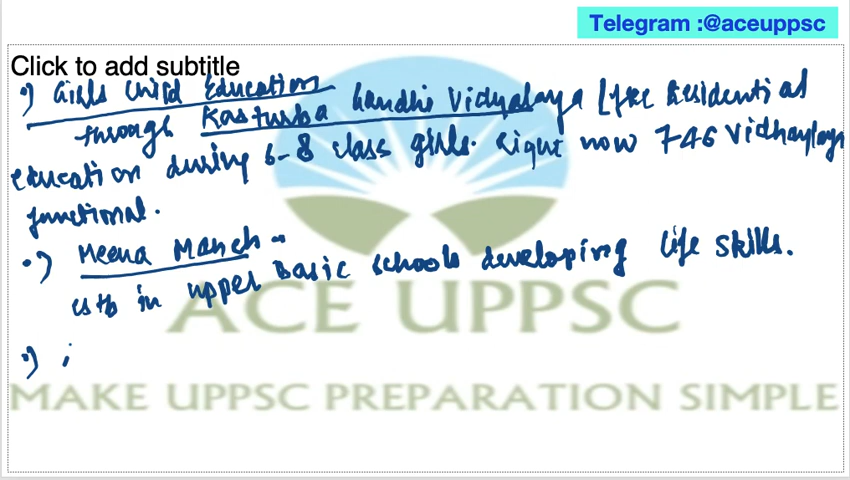 Telegram :@aceuppsc
Click to add subtitle
Girls Child Education
through Kasturba Gandhi Vidyalaya [free Residential
education during 6-8 class girls. Right now 746 Vidhaylaya
functional.
Meena Manch -
estb in upper Basic schools developing life skills.
ACE UPPSC
MAKE UPPSC PREPARATION SIMPLE